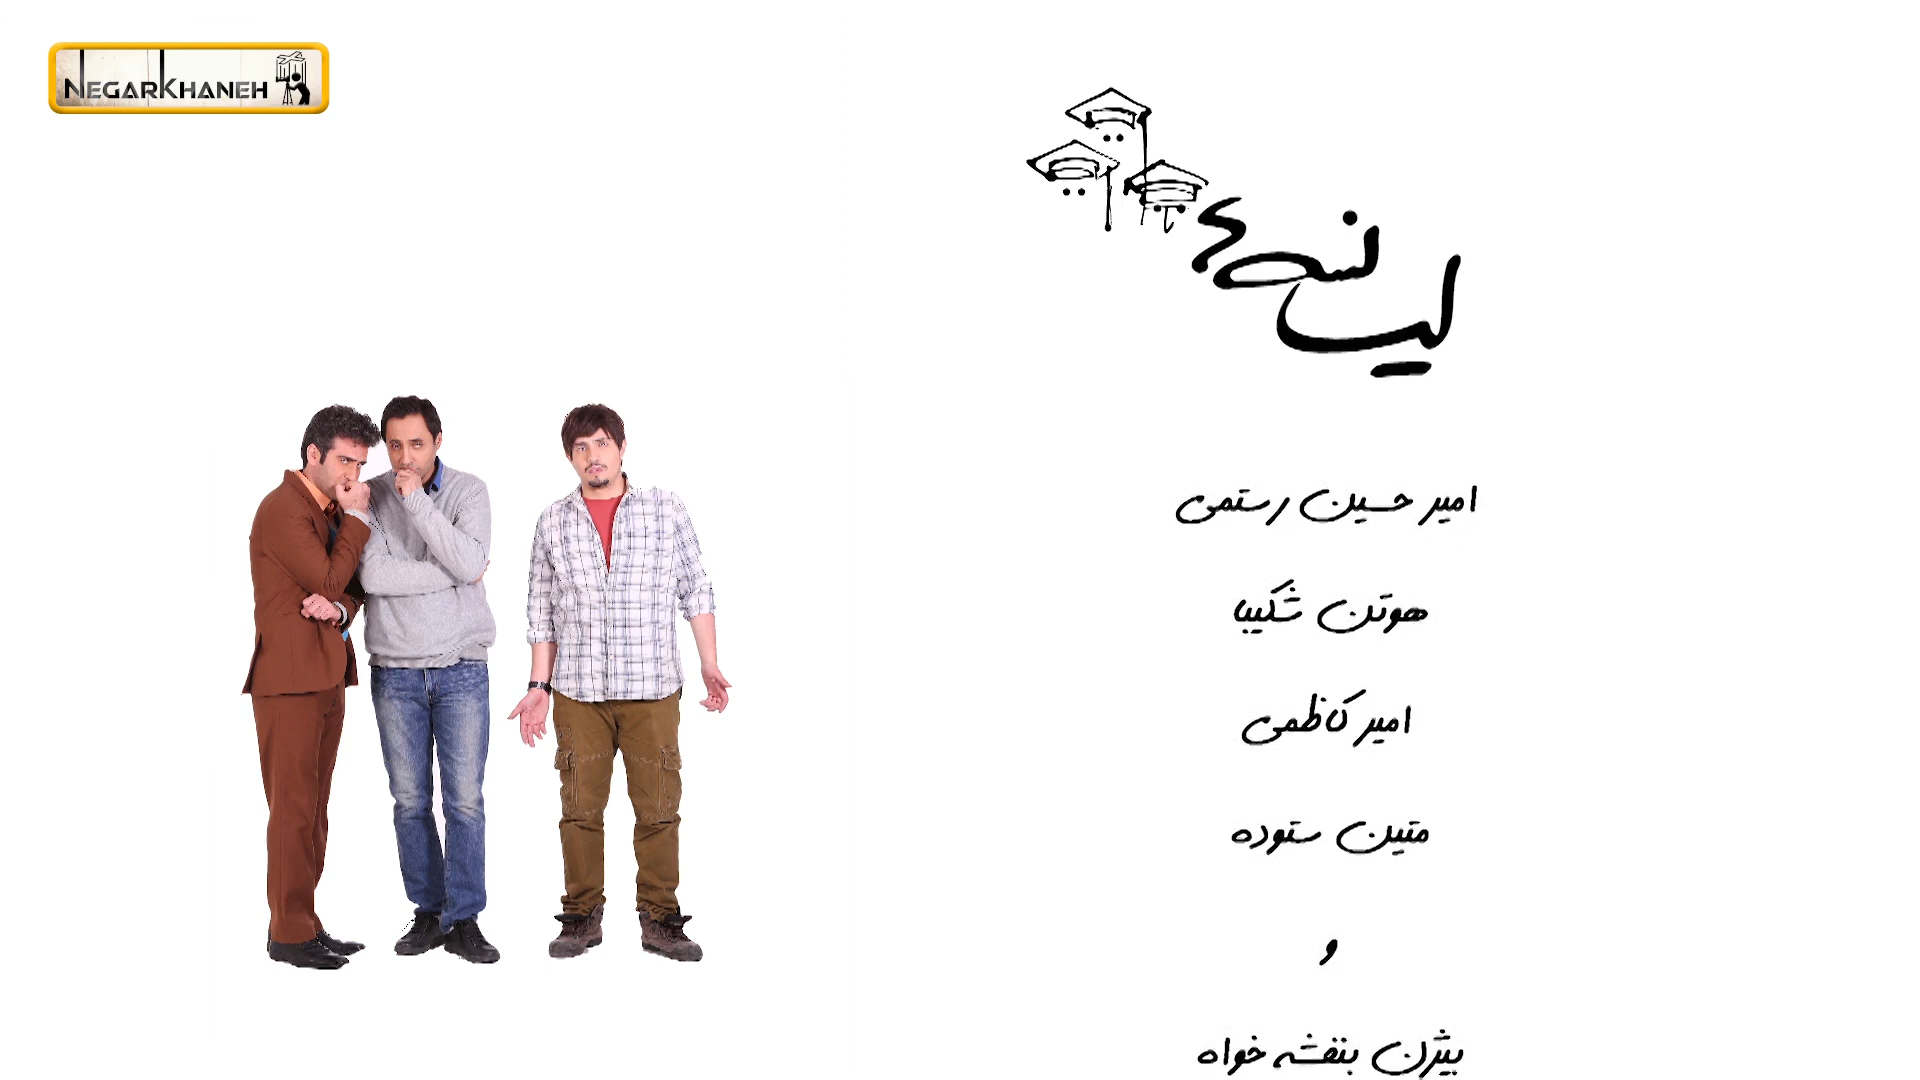 NEGARKHANEH
لیسانسه ها
امیر حسین رستمی
هوتن شکیبا
امیر کاظمی
متین ستوده
و
بیژن بنفشه خواه